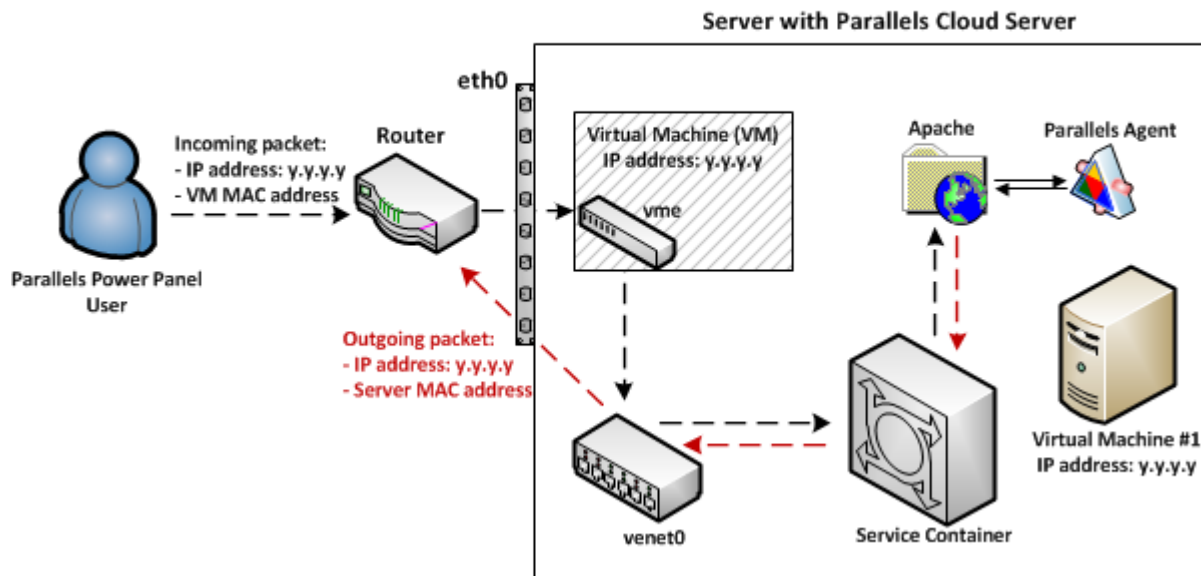 Server with Parallels Cloud Server
eth0
Router
Incoming packet:
- IP address: y.y.y.y
- VM MAC address
Parallels Power Panel
User
Virtual Machine (VM)
IP address: y.y.y.y
vme
Apache
Parallels Agent
Outgoing packet:
- IP address: y.y.y.y
- Server MAC address
venet0
Service Container
Virtual Machine #1
IP address: y.y.y.y